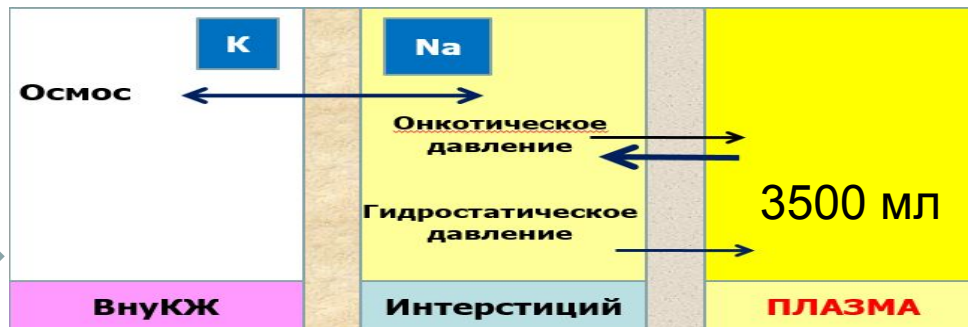 К
Na
Осмос
Онкотическое
давление
3500 мл
Гидростатическое
давление
ВнуКЖ
Интерстиций
ПЛАЗМА